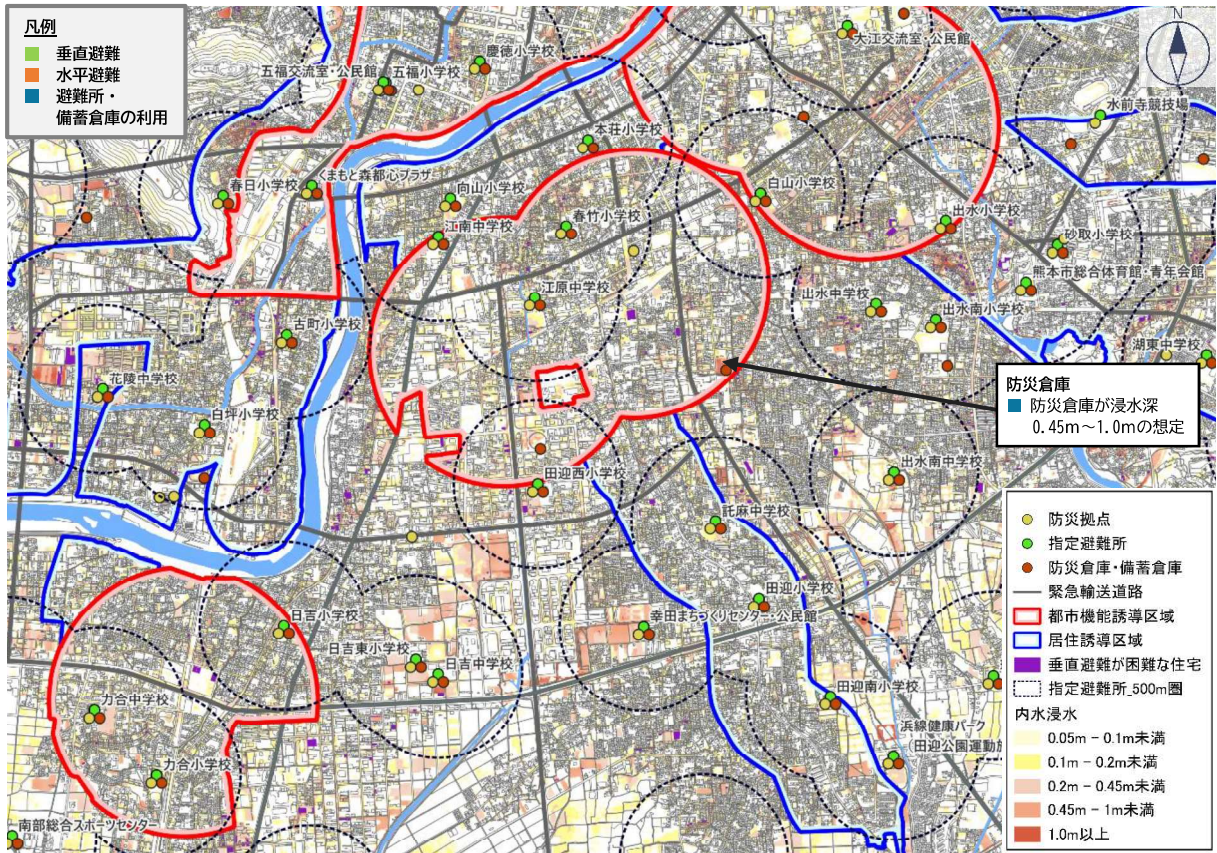 凡例
垂直避難
水平避難
避難所・
備蓄倉庫の利用
N
慶徳小学校
大江交流室・公民館
五福交流室・公民館
五福小学校
水前寺競技場
本荘小学校
春日小学校
くまもと森都心プラザ
向山小学校
白山小学校
江南中学校
春竹小学校
出水小学校
砂取小学校
熊本市総合体育館・青年会館
江原中学校
出水中学校
出水南小学校
古町小学校
湖東中学校
花陵中学校
防災倉庫
防災倉庫が浸水深
0.45m~1.0mの想定
白坪小学校
田迎西小学校
出水南中学校
託麻中学校
田迎小学校
日吉小学校
幸田まちづくりセンター・公民館
日吉東小学校
日吉中学校
田迎南小学校
力合中学校
浜線健康パーク
(田迎公園運動施
力合小学校
南部総合スポーツセンター
防災拠点
指定避難所
防災倉庫・備蓄倉庫
緊急輸送道路
都市機能誘導区域
居住誘導区域
垂直避難が困難な住宅
指定避難所_500m圏
内水浸水
0.05m - 0.1m未満
0.1m - 0.2m未満
0.2m - 0.45m未満
0.45m - 1m未満
1.0m以上